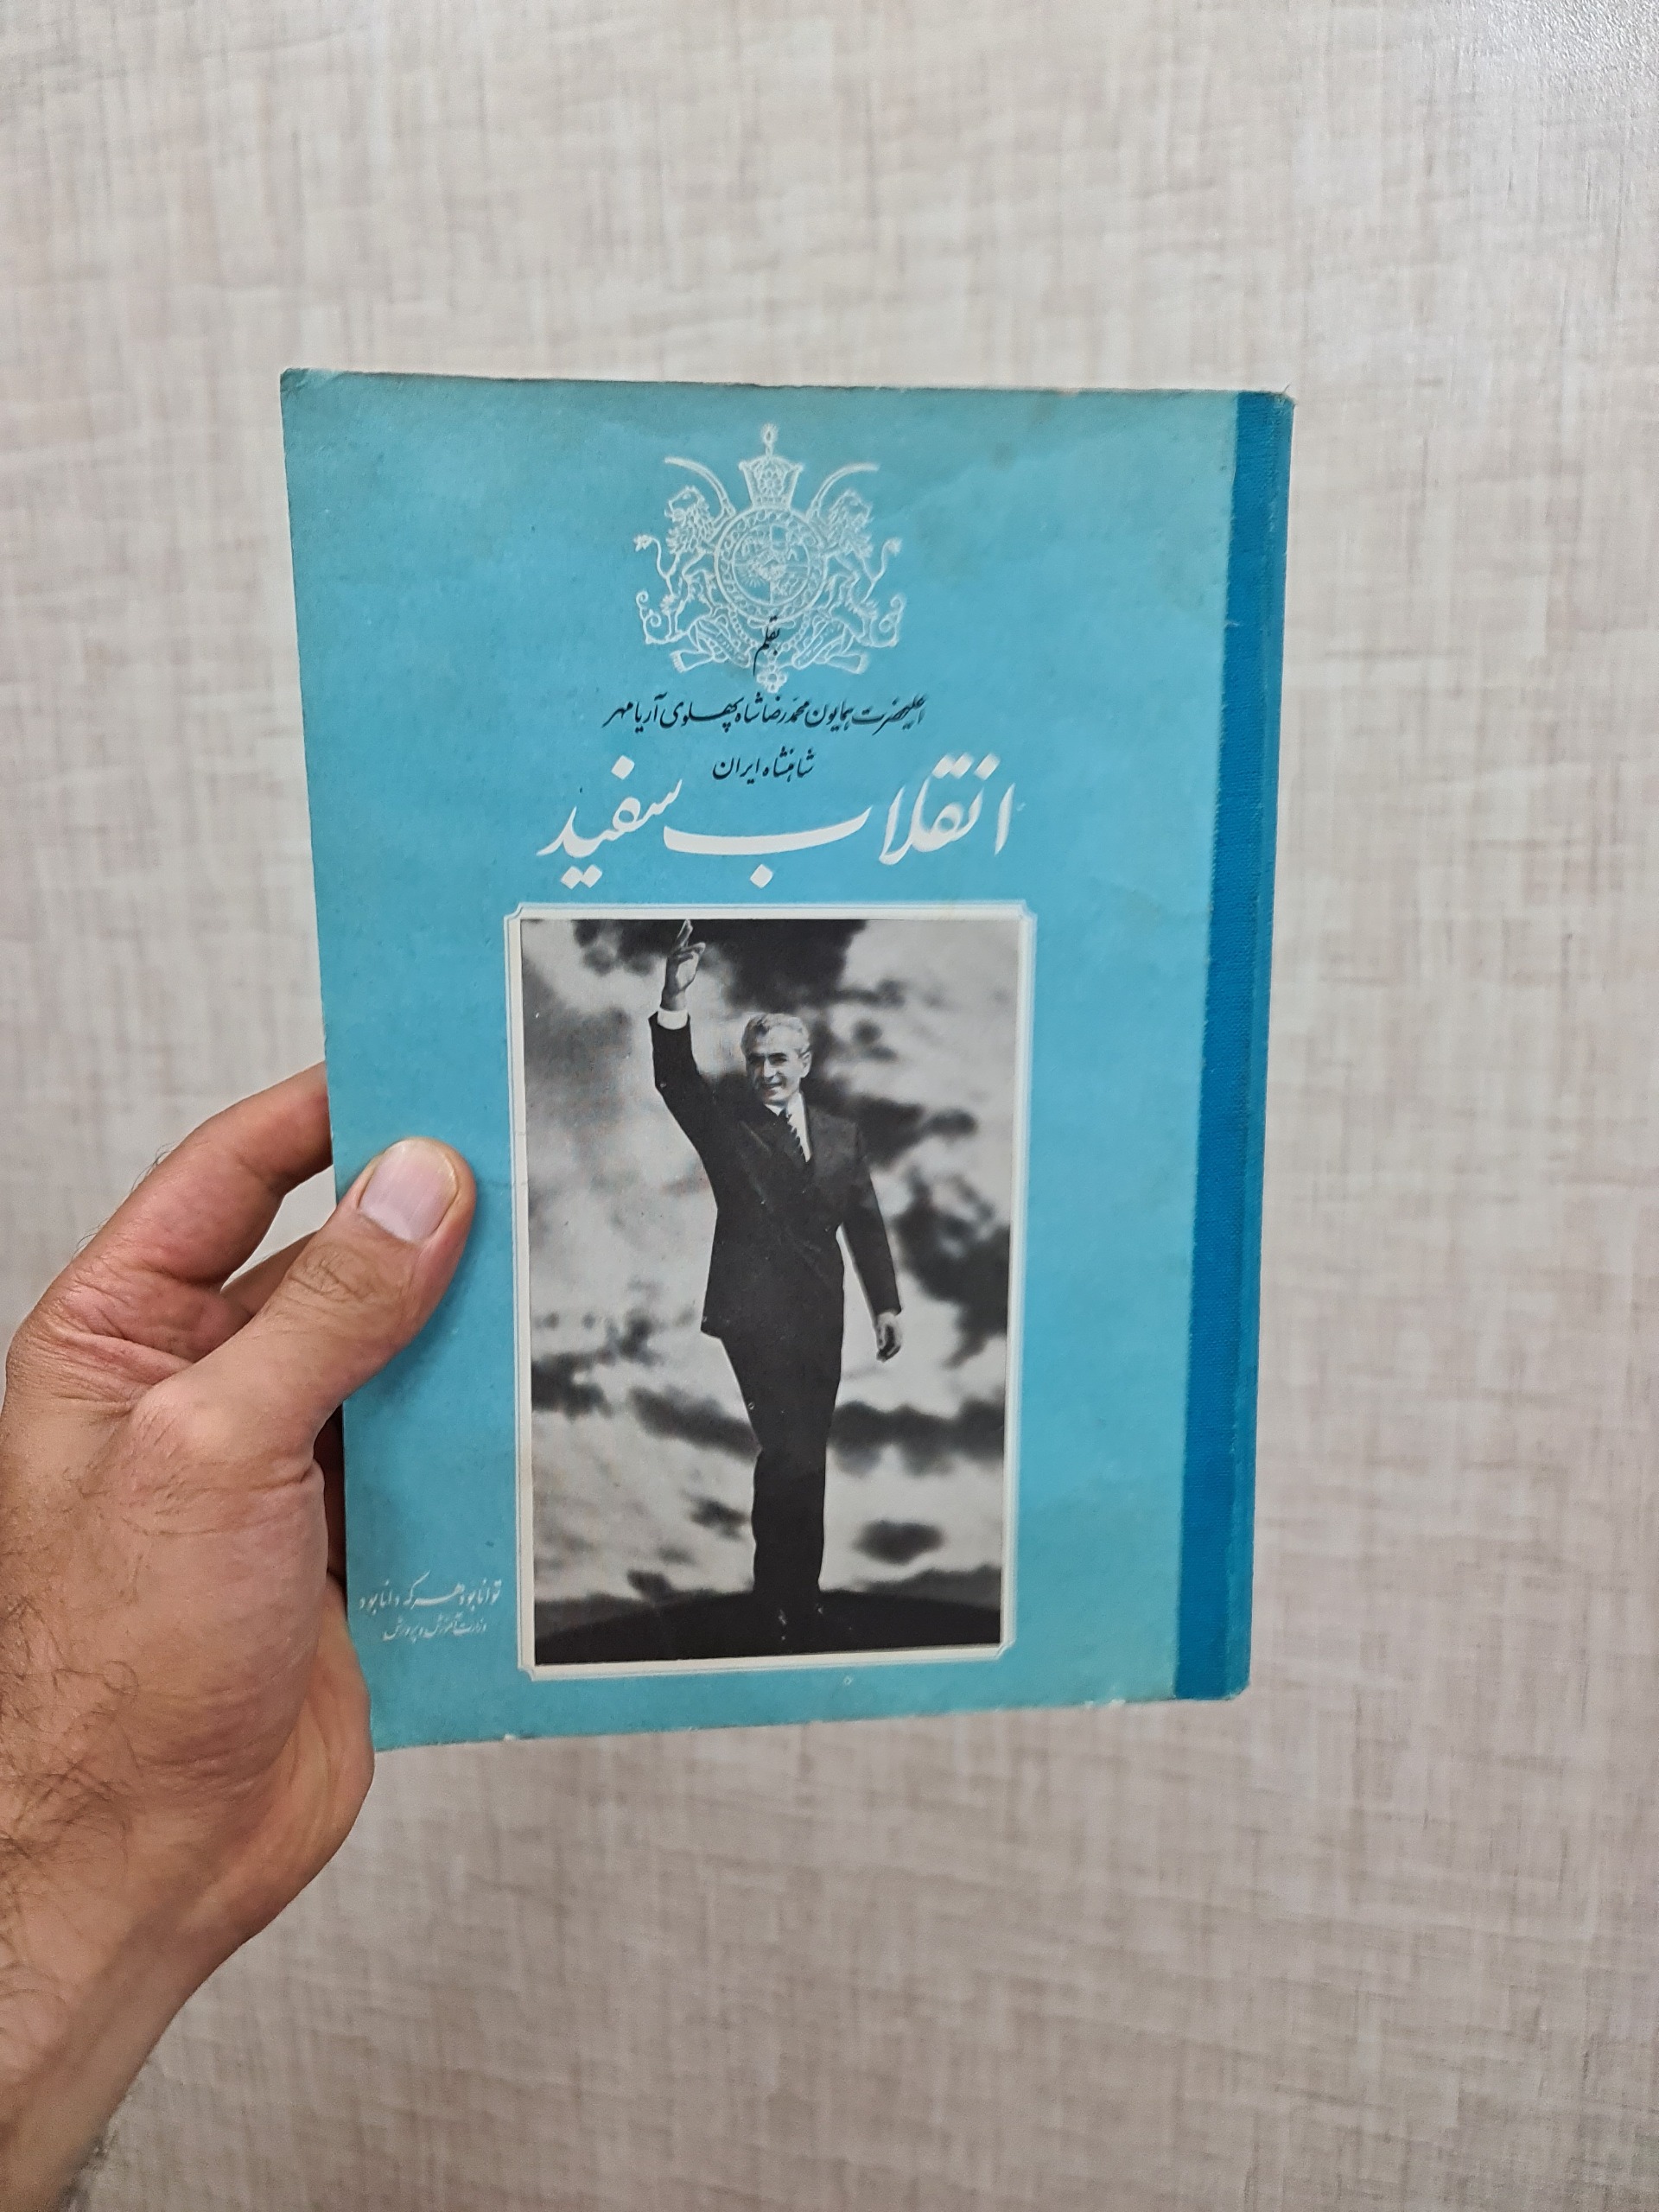 بقلم
اعلیحضرت همایون محمدرضا شاه پهلوی آریامهر
شاهنشاه ایران
انقلاب سفید
توانا بود هر که دانا بود
وزارت آموزش و پرورش